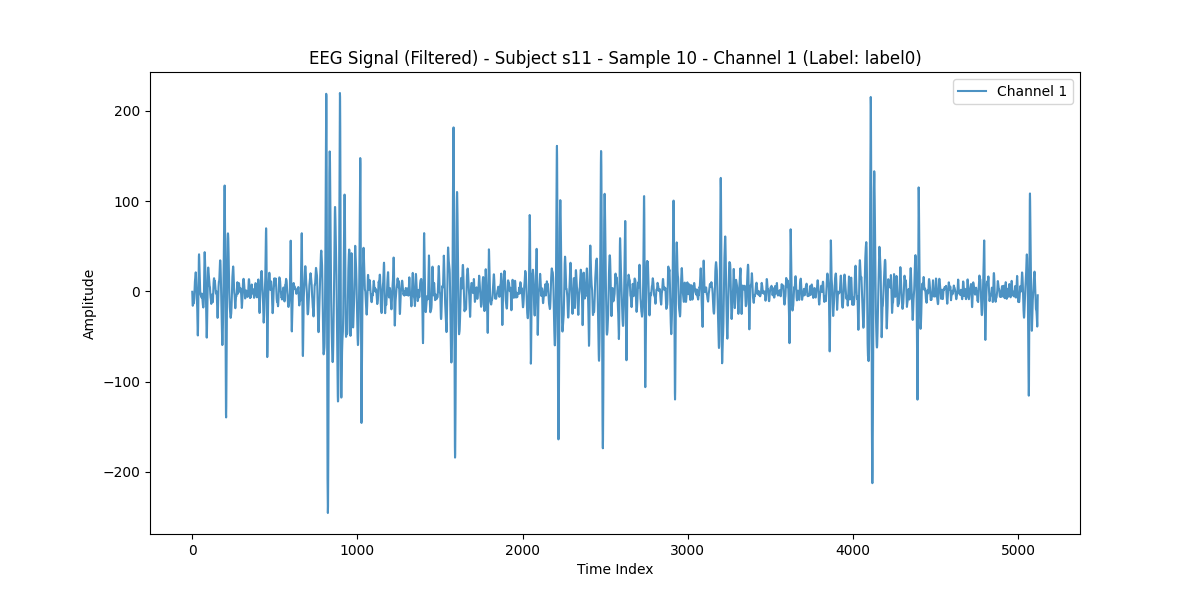 EEG Signal (Filtered) - Subject s11 - Sample 10 - Channel 1 (Label: label0)
Channel 1
200
100
0
−100
−200
Amplitude
0 1000 2000 3000 4000 5000
Time Index